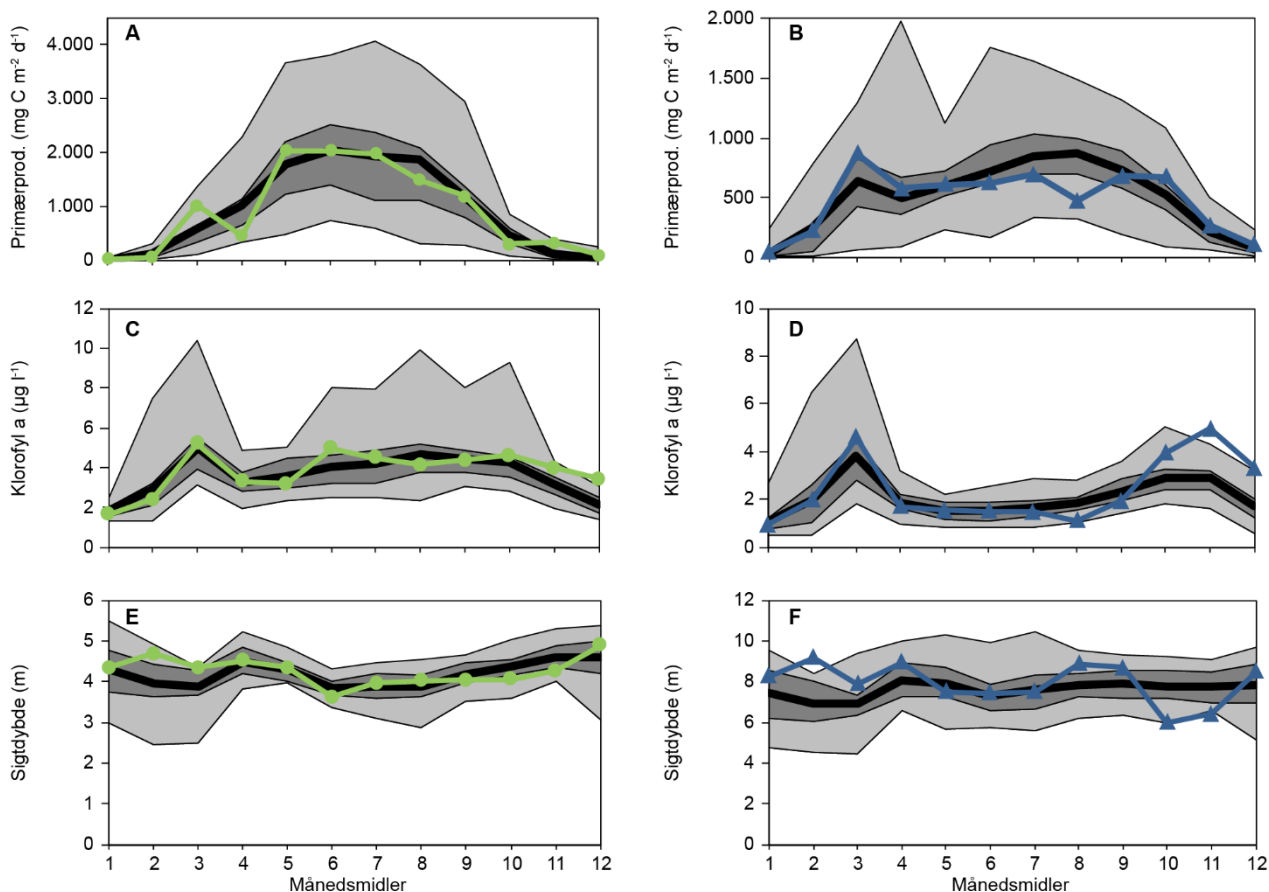 A
Primærprod. (mg C m⁻² d⁻¹)
4.000
3.000
2.000
1.000
0
B
Primærprod. (mg C m⁻² d⁻¹)
2.000
1.500
1.000
500
0
C
Klorofyl a (µg l⁻¹)
12
10
8
6
4
2
0
D
Klorofyl a (µg l⁻¹)
10
8
6
4
2
0
E
Sigtdybde (m)
6
5
4
3
2
1
0
1 2 3 4 5 6 7 8 9 10 11 12
Månedsmidler
F
Sigtdybde (m)
12
10
8
6
4
2
0
1 2 3 4 5 6 7 8 9 10 11 12
Månedsmidler